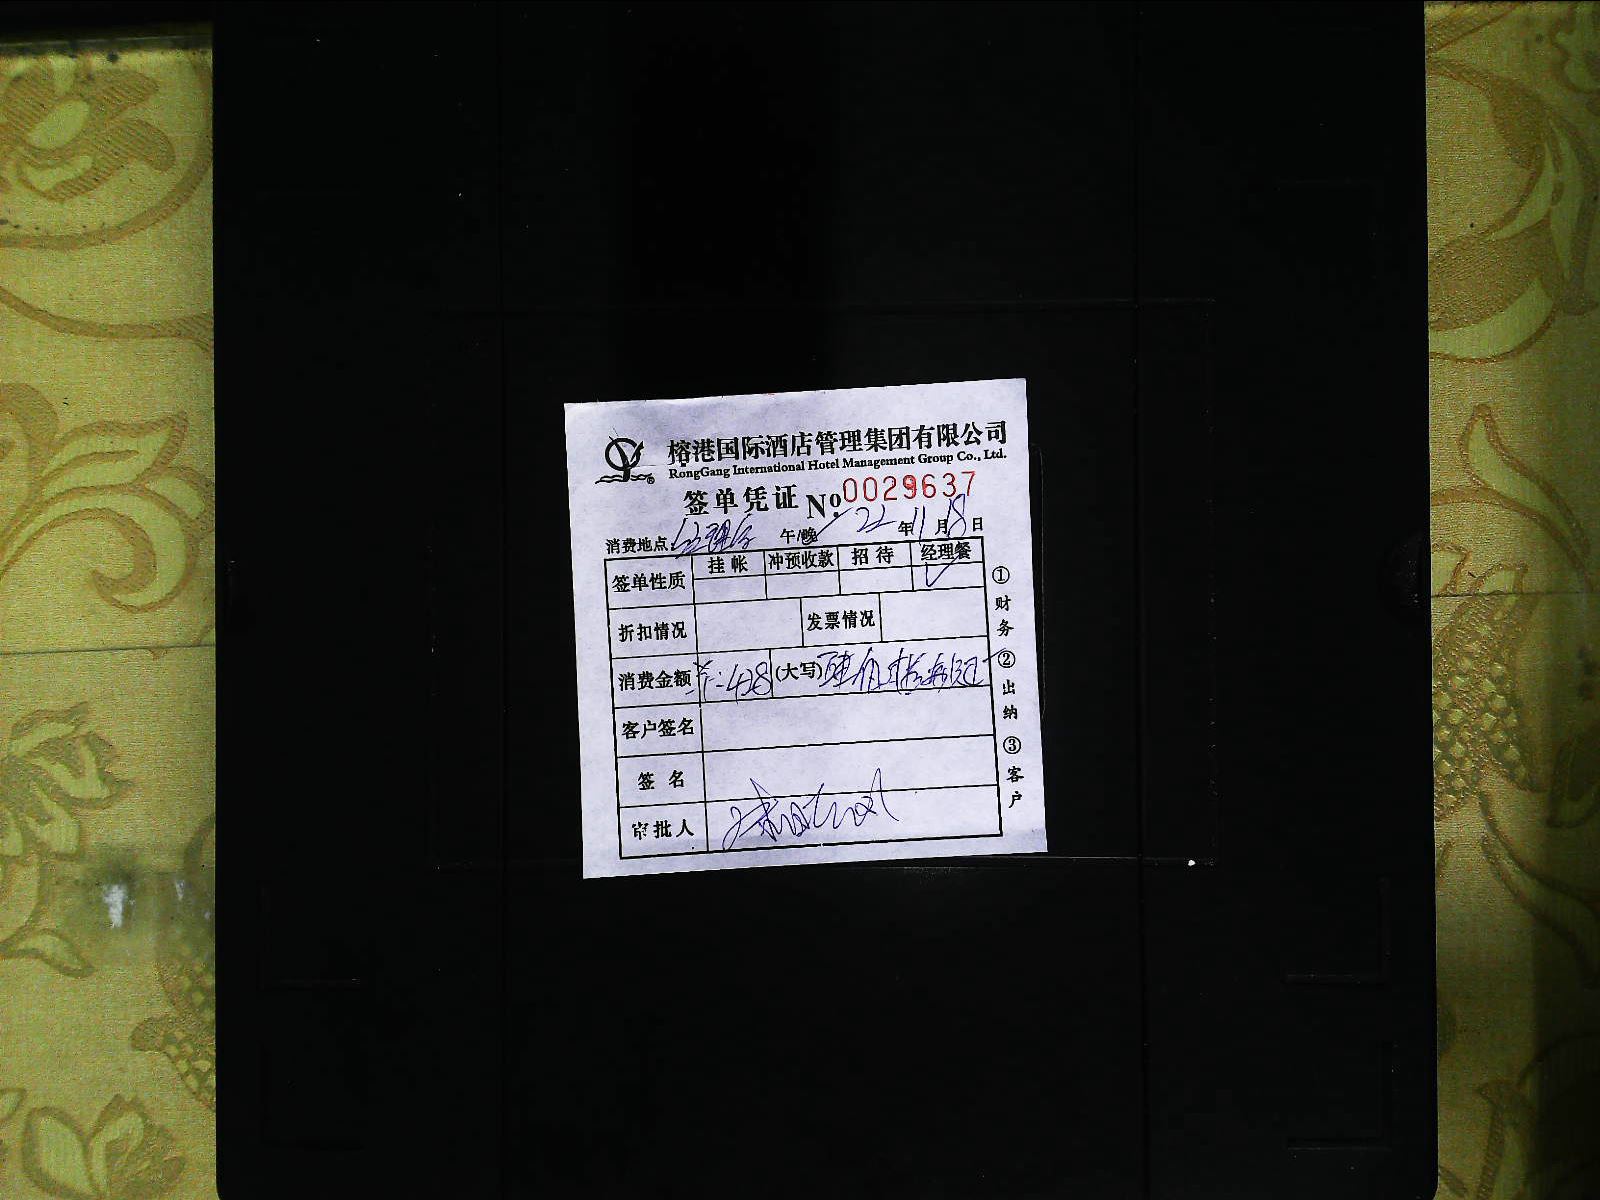 榕港国际酒店管理集团有限公司
RongGang International Hotel Management Group Co., Ltd.
签单凭证 No. 0029637
消费地点 午/晚 22 年 11 月 18 日
签单性质 挂帐 冲预收款 招待 经理餐
折扣情况 发票情况
消费金额 428 (大写)
客户签名
签名
审批人
①财务 ②出纳 ③客户